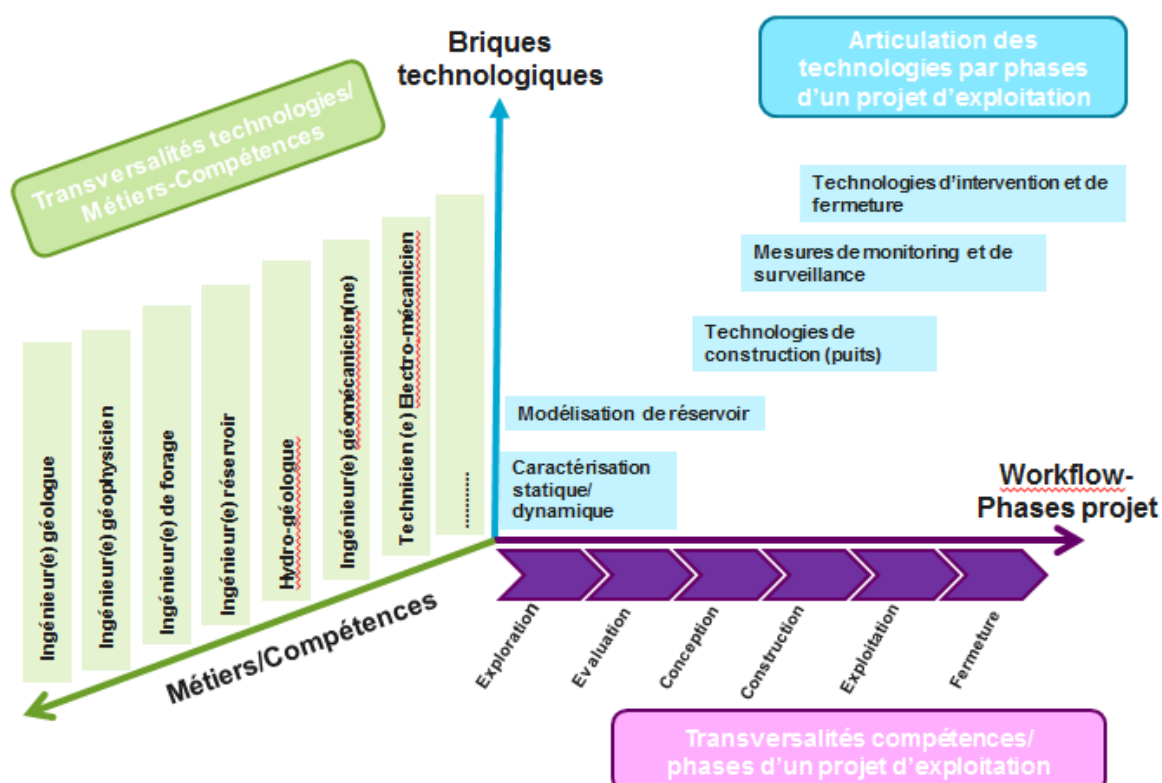 Briques
technologiques
Articulation des
technologies par phases
d'un projet d'exploitation
Transversalités technologies/
Métiers-Compétences
Technologies d'intervention et de
fermeture
Mesures de monitoring et de
surveillance
Technologies de
construction (puits)
Modélisation de réservoir
Caractérisation
statique/
dynamique
Workflow-
Phases projet
Ingénieur(e) géologue
Ingénieur(e) géophysicien
Ingénieur(e) de forage
Ingénieur(e) réservoir
Hydro-géologue
Ingénieur(e) géomécanicien(ne)
Technicien (e) Electro-mécanicien
...........
Métiers/Compétences
Exploration
Evaluation
Conception
Construction
Exploitation
Fermeture
Transversalités compétences/
phases d'un projet d'exploitation